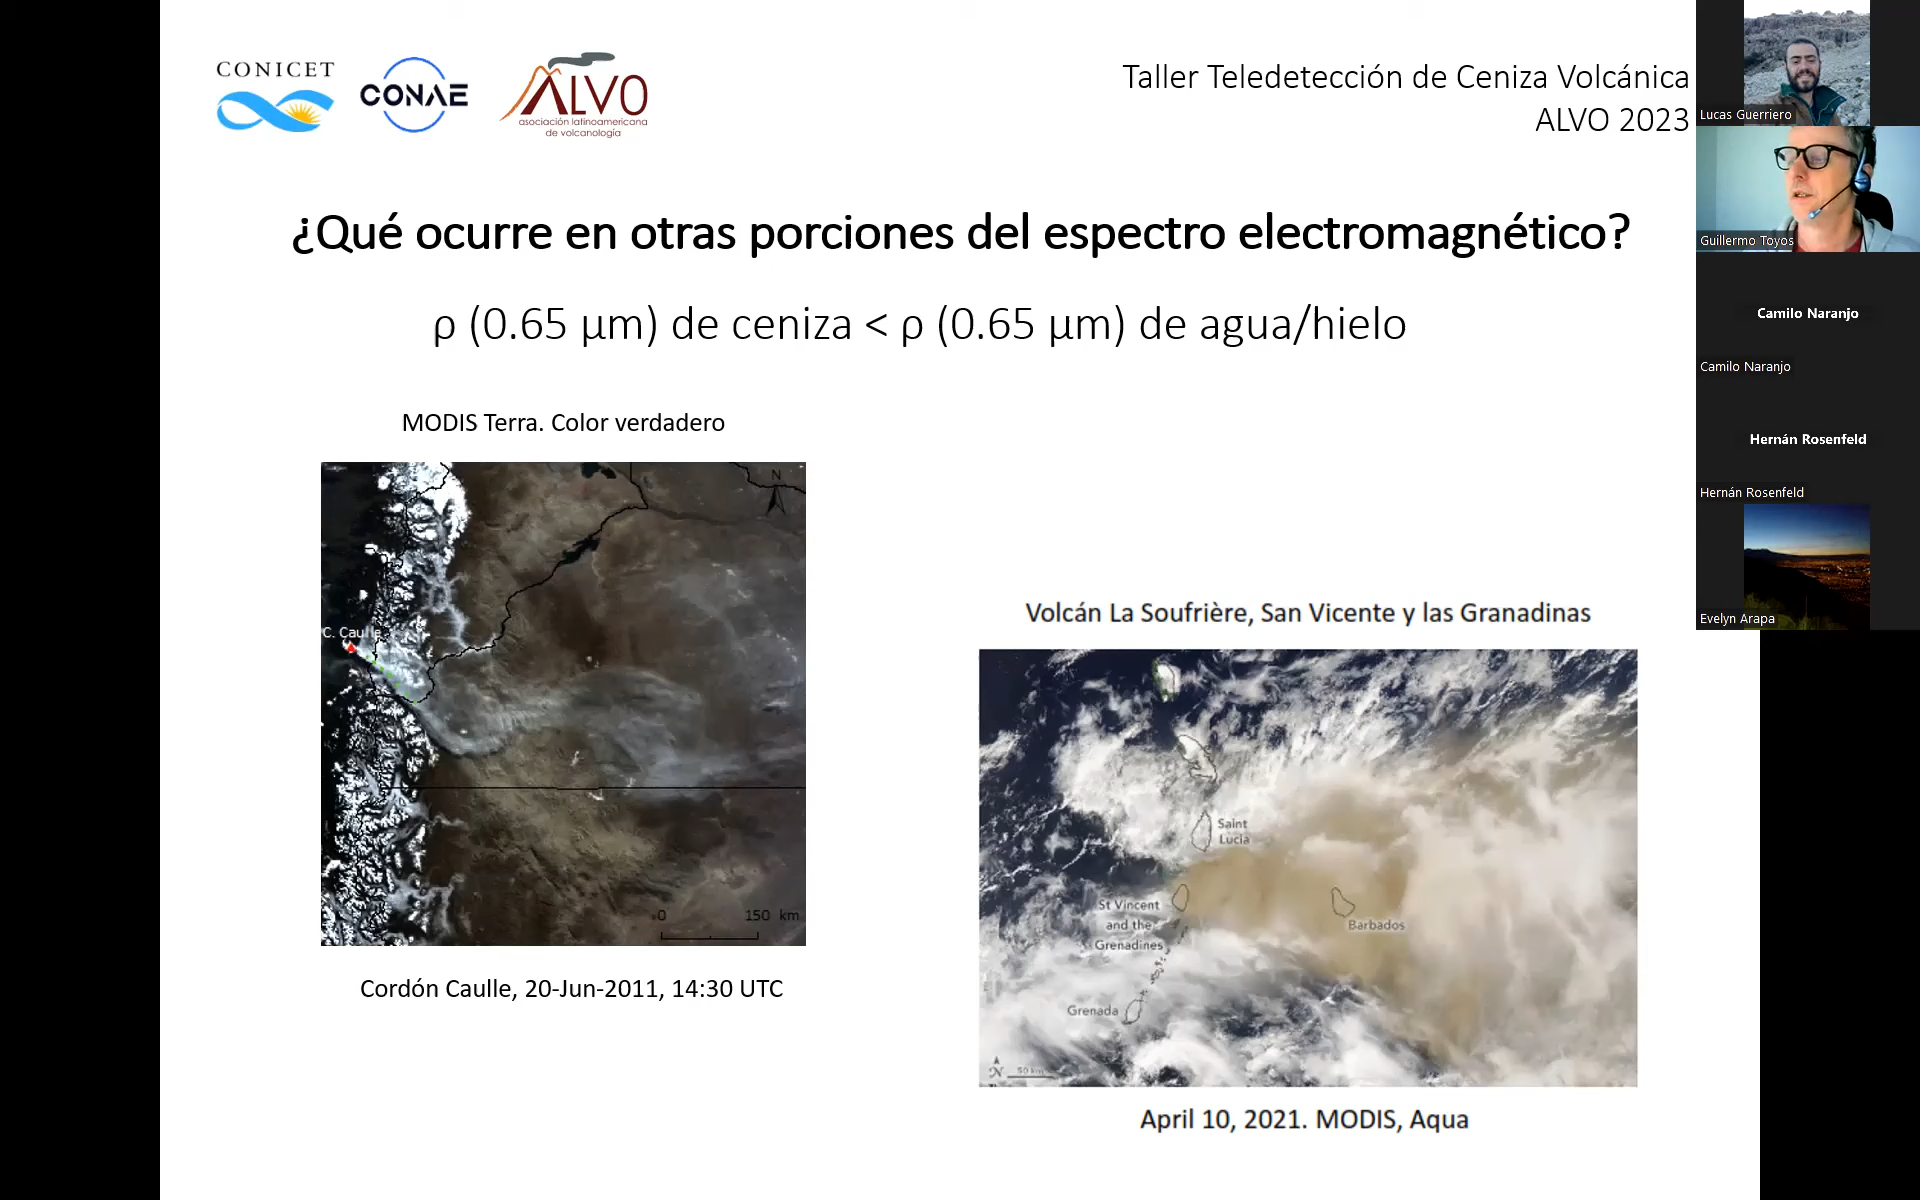 CONICET
CONAE
ALVO
asociación latinoamericana
de volcanología
Taller Teledetección de Ceniza Volcánica
ALVO 2023
¿Qué ocurre en otras porciones del espectro electromagnético?
ρ (0.65 µm) de ceniza < ρ (0.65 µm) de agua/hielo
MODIS Terra. Color verdadero
N
C. Caulle
0 150 km
Cordón Caulle, 20-Jun-2011, 14:30 UTC
Volcán La Soufrière, San Vicente y las Granadinas
Saint
Lucia
St Vincent
and the
Grenadines
Barbados
Grenada
N
50 km
April 10, 2021. MODIS, Aqua
Lucas Guerriero
Guillermo Toyos
Camilo Naranjo
Camilo Naranjo
Hernán Rosenfeld
Hernán Rosenfeld
Evelyn Arapa